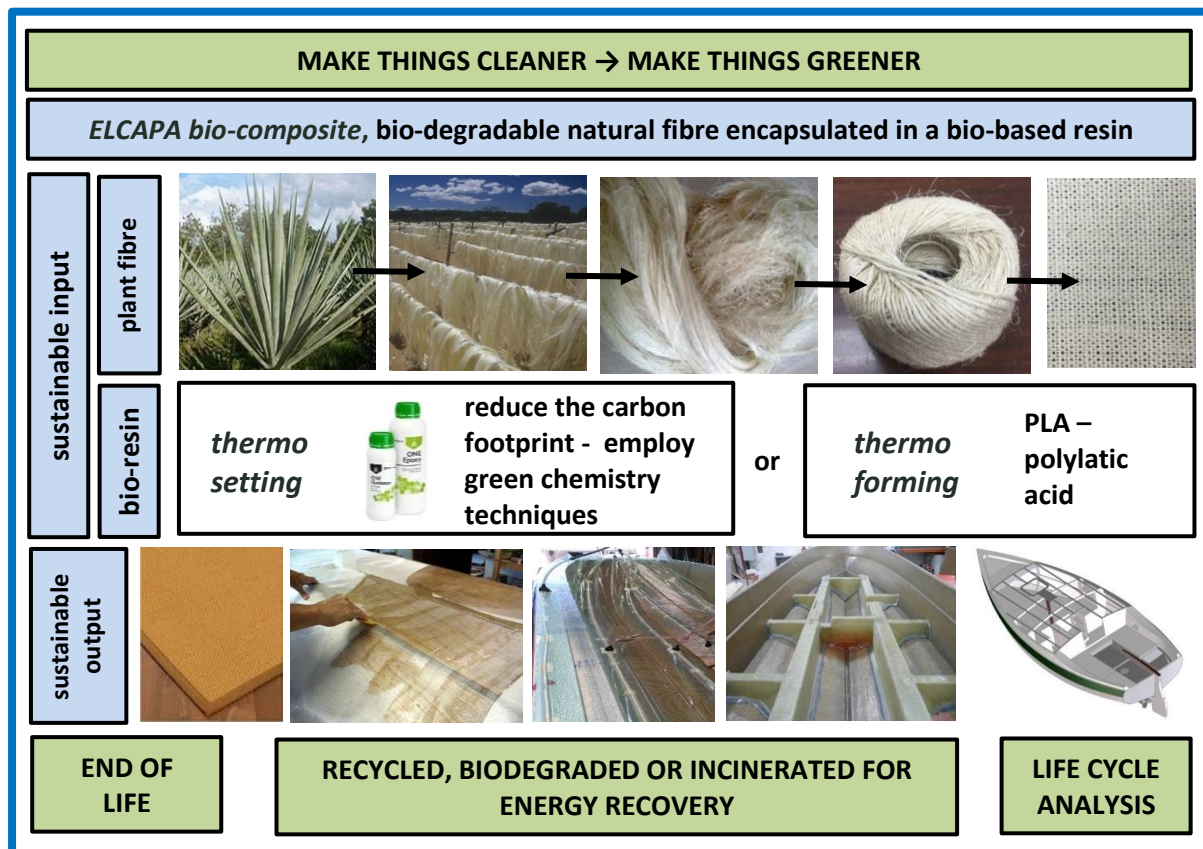 MAKE THINGS CLEANER → MAKE THINGS GREENER
ELCAPA bio-composite, bio-degradable natural fibre encapsulated in a bio-based resin
sustainable input
plant fibre
bio-resin
thermo
setting
ONE
Epoxy
reduce the carbon
footprint - employ
green chemistry
techniques
or
thermo
forming
PLA –
polylatic
acid
sustainable
output
END OF
LIFE
RECYCLED, BIODEGRADED OR INCINERATED FOR
ENERGY RECOVERY
LIFE CYCLE
ANALYSIS